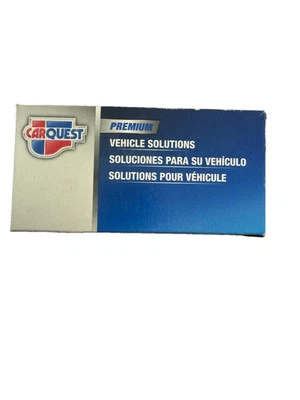 CARQUEST
PREMIUM
VEHICLE SOLUTIONS
SOLUCIONES PARA SU VEHÍCULO
SOLUTIONS POUR VÉHICULE